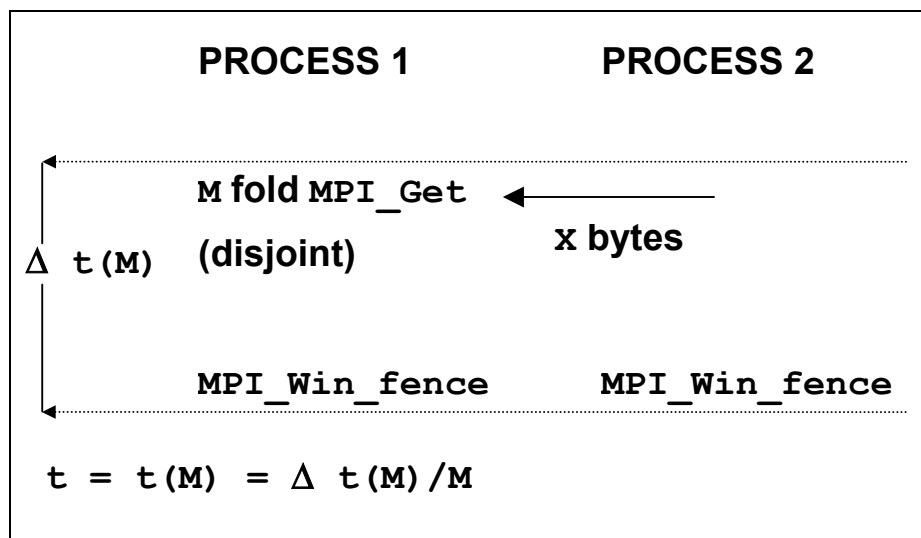 PROCESS 1 PROCESS 2
M fold MPI_Get
X bytes
(disjoint)
Δ t(M)
MPI_Win_fence MPI_Win_fence
t = t(M) = Δ t(M)/M